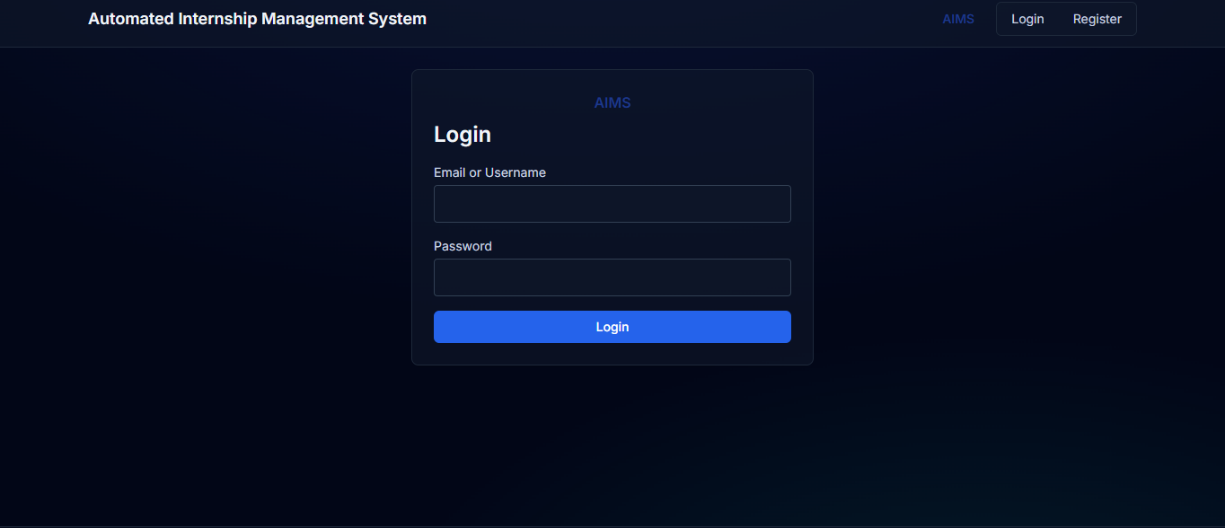 Automated Internship Management System
AIMS
Login
Register
AIMS
Login
Email or Username
Password
Login